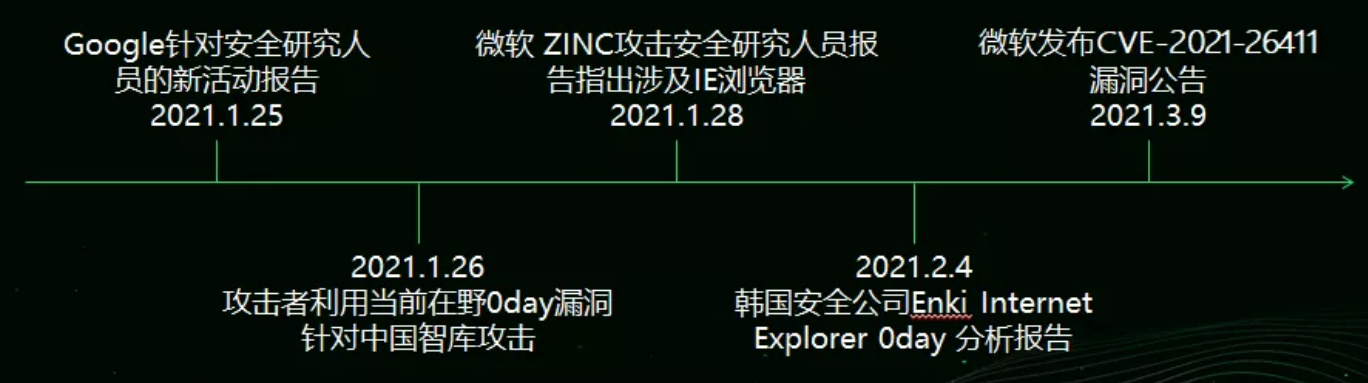 Google针对安全研究人
员的新活动报告
2021.1.25
微软 ZINC攻击安全研究人员报
告指出涉及IE浏览器
2021.1.28
微软发布CVE-2021-26411
漏洞公告
2021.3.9
2021.1.26
攻击者利用当前在野0day漏洞
针对中国智库攻击
2021.2.4
韩国安全公司Enki Internet
Explorer 0day 分析报告